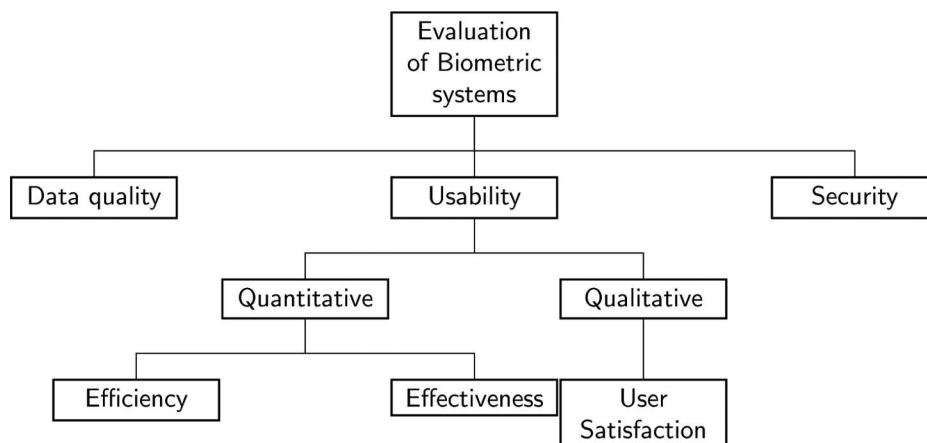 Evaluation
of Biometric
systems
Data quality
Usability
Security
Quantitative
Qualitative
Efficiency
Effectiveness
User
Satisfaction